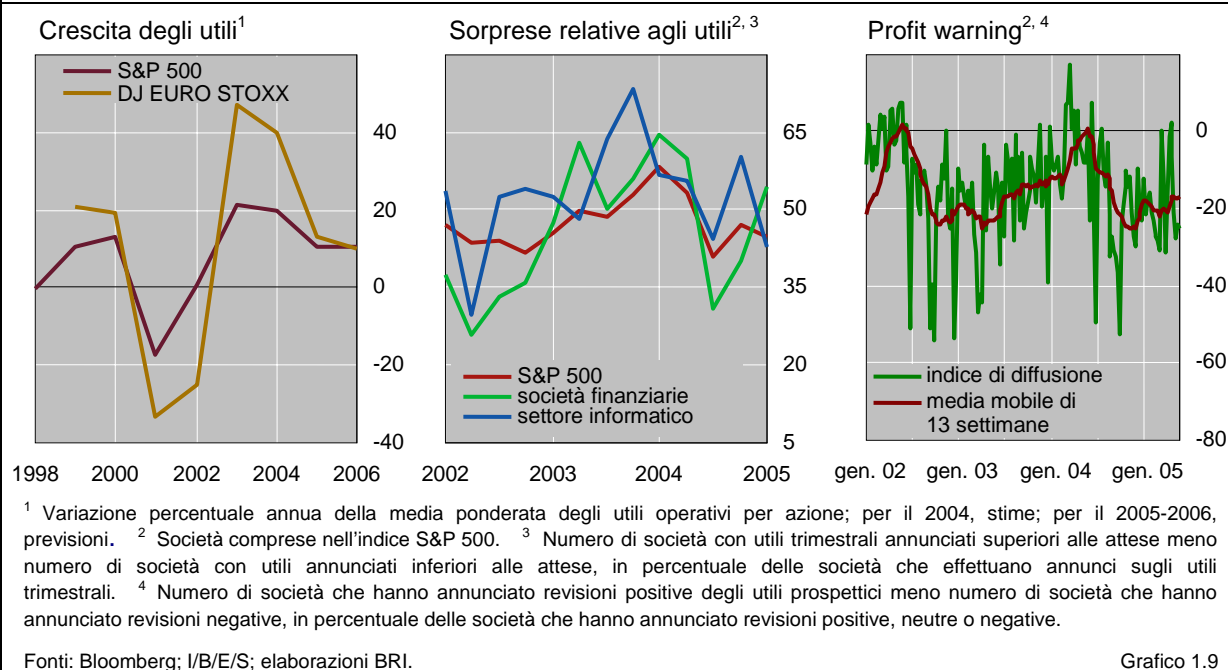 Crescita degli utili¹
S&P 500
DJ EURO STOXX
40
20
0
-20
-40
1998 2000 2002 2004 2006
Sorprese relative agli utili²˒ ³
65
50
35
20
5
S&P 500
società finanziarie
settore informatico
2002 2003 2004 2005
Profit warning²˒ ⁴
0
-20
-40
-60
-80
indice di diffusione
media mobile di
13 settimane
gen. 02 gen. 03 gen. 04 gen. 05
¹ Variazione percentuale annua della media ponderata degli utili operativi per azione; per il 2004, stime; per il 2005-2006,
previsioni. ² Società comprese nell'indice S&P 500. ³ Numero di società con utili trimestrali annunciati superiori alle attese meno
numero di società con utili annunciati inferiori alle attese, in percentuale delle società che effettuano annunci sugli utili
trimestrali. ⁴ Numero di società che hanno annunciato revisioni positive degli utili prospettici meno numero di società che hanno
annunciato revisioni negative, in percentuale delle società che hanno annunciato revisioni positive, neutre o negative.
Fonti: Bloomberg; I/B/E/S; elaborazioni BRI. Grafico 1.9